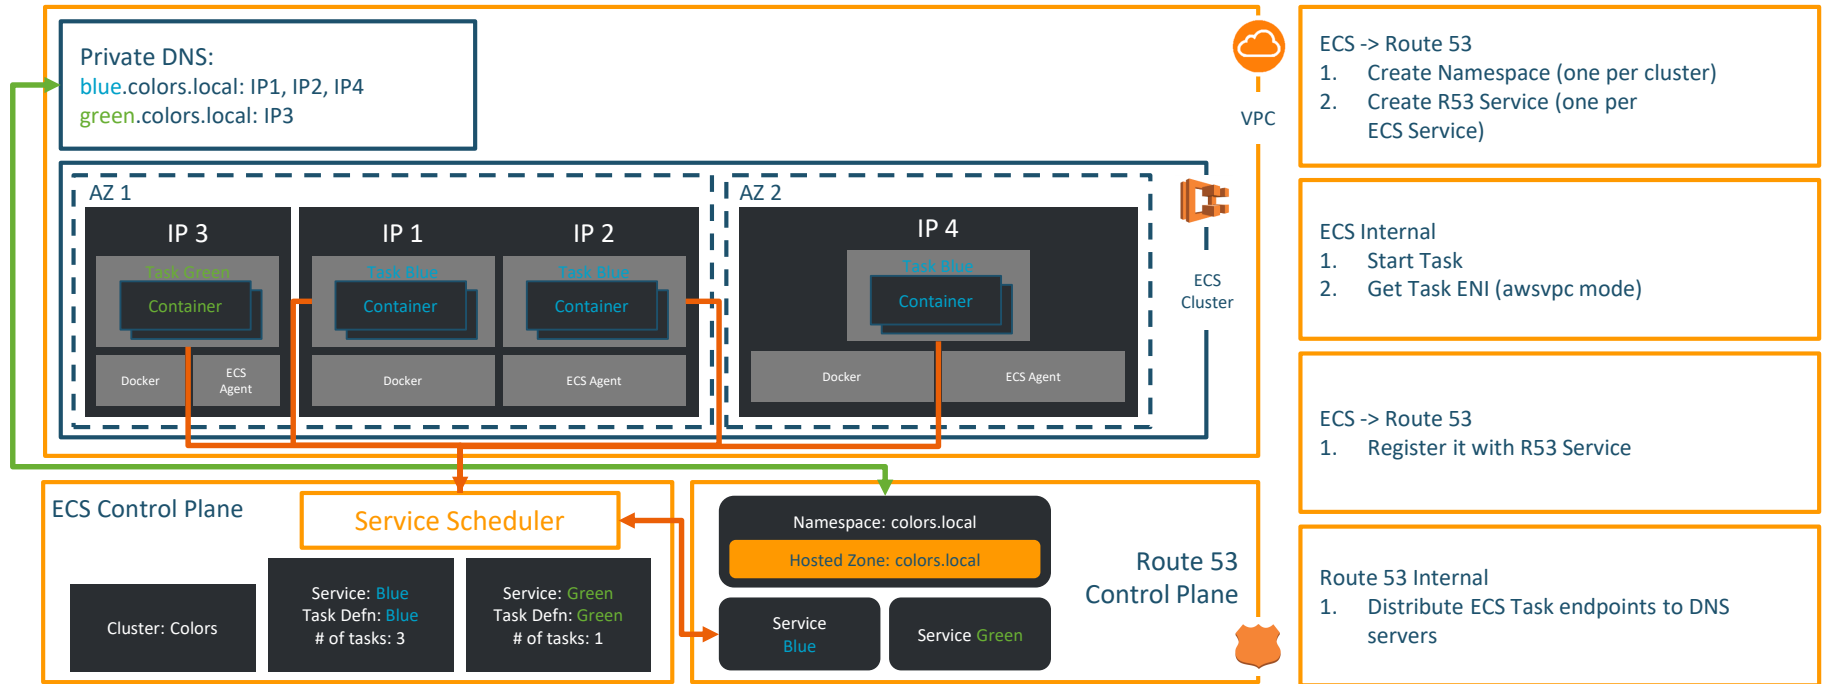 Private DNS:
blue.colors.local: IP1, IP2, IP4
green.colors.local: IP3
VPC
AZ 1
IP 3
Task Green
Container
Docker
ECS
Agent
IP 1
Task Blue
Container
Docker
IP 2
Task Blue
Container
ECS Agent
AZ 2
IP 4
Task Blue
Container
Docker
ECS Agent
ECS
Cluster
ECS Control Plane
Service Scheduler
Cluster: Colors
Service: Blue
Task Defn: Blue
# of tasks: 3
Service: Green
Task Defn: Green
# of tasks: 1
Namespace: colors.local
Hosted Zone: colors.local
Service
Blue
Service Green
Route 53
Control Plane
ECS -> Route 53
1. Create Namespace (one per cluster)
2. Create R53 Service (one per
ECS Service)
ECS Internal
1. Start Task
2. Get Task ENI (awsvpc mode)
ECS -> Route 53
1. Register it with R53 Service
Route 53 Internal
1. Distribute ECS Task endpoints to DNS
servers